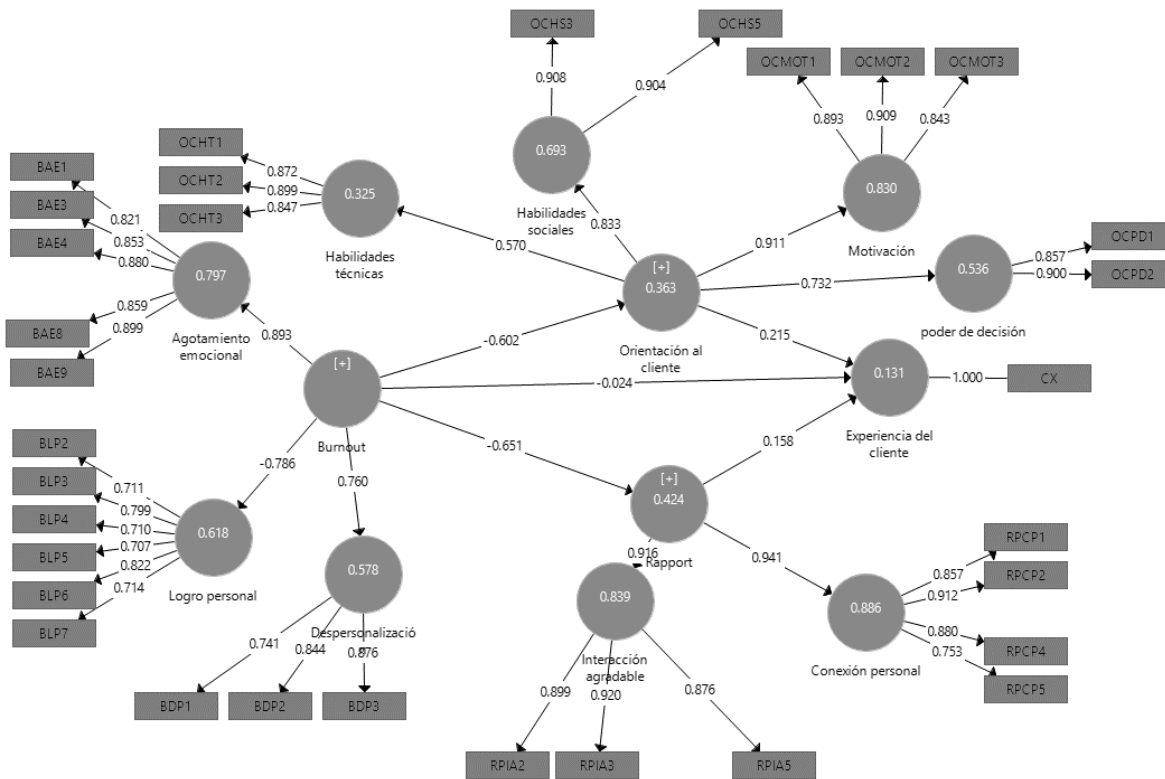 OCHS3
OCHS5
0.908
0.904
OCMOT1
OCMOT2
OCMOT3
0.893
0.909
0.843
0.693
Habilidades
sociales
0.833
0.830
Motivación
0.911
OCHT1
OCHT2
OCHT3
0.872
0.899
0.847
0.325
Habilidades
técnicas
0.570
BAE1
BAE3
BAE4
BAE8
BAE9
0.821
0.853
0.880
0.859
0.899
0.797
Agotamiento
emocional
0.893
[+]
0.363
Orientación al
cliente
0.732
0.536
poder de decisión
0.857
0.900
OCPD1
OCPD2
-0.602
0.215
[+]
Burnout
-0.024
0.131
Experiencia del
cliente
1.000
CX
-0.651
0.158
-0.786
0.760
BLP2
BLP3
BLP4
BLP5
BLP6
BLP7
0.711
0.799
0.710
0.707
0.822
0.714
0.618
Logro personal
0.578
Despersonalizació
0.741
0.844
0.876
BDP1
BDP2
BDP3
[+]
0.424
Rapport
0.916
0.941
0.839
Interacción
agradable
0.899
0.920
0.876
RPIA2
RPIA3
RPIA5
0.886
Conexión personal
0.857
0.912
0.880
0.753
RPCP1
RPCP2
RPCP4
RPCP5